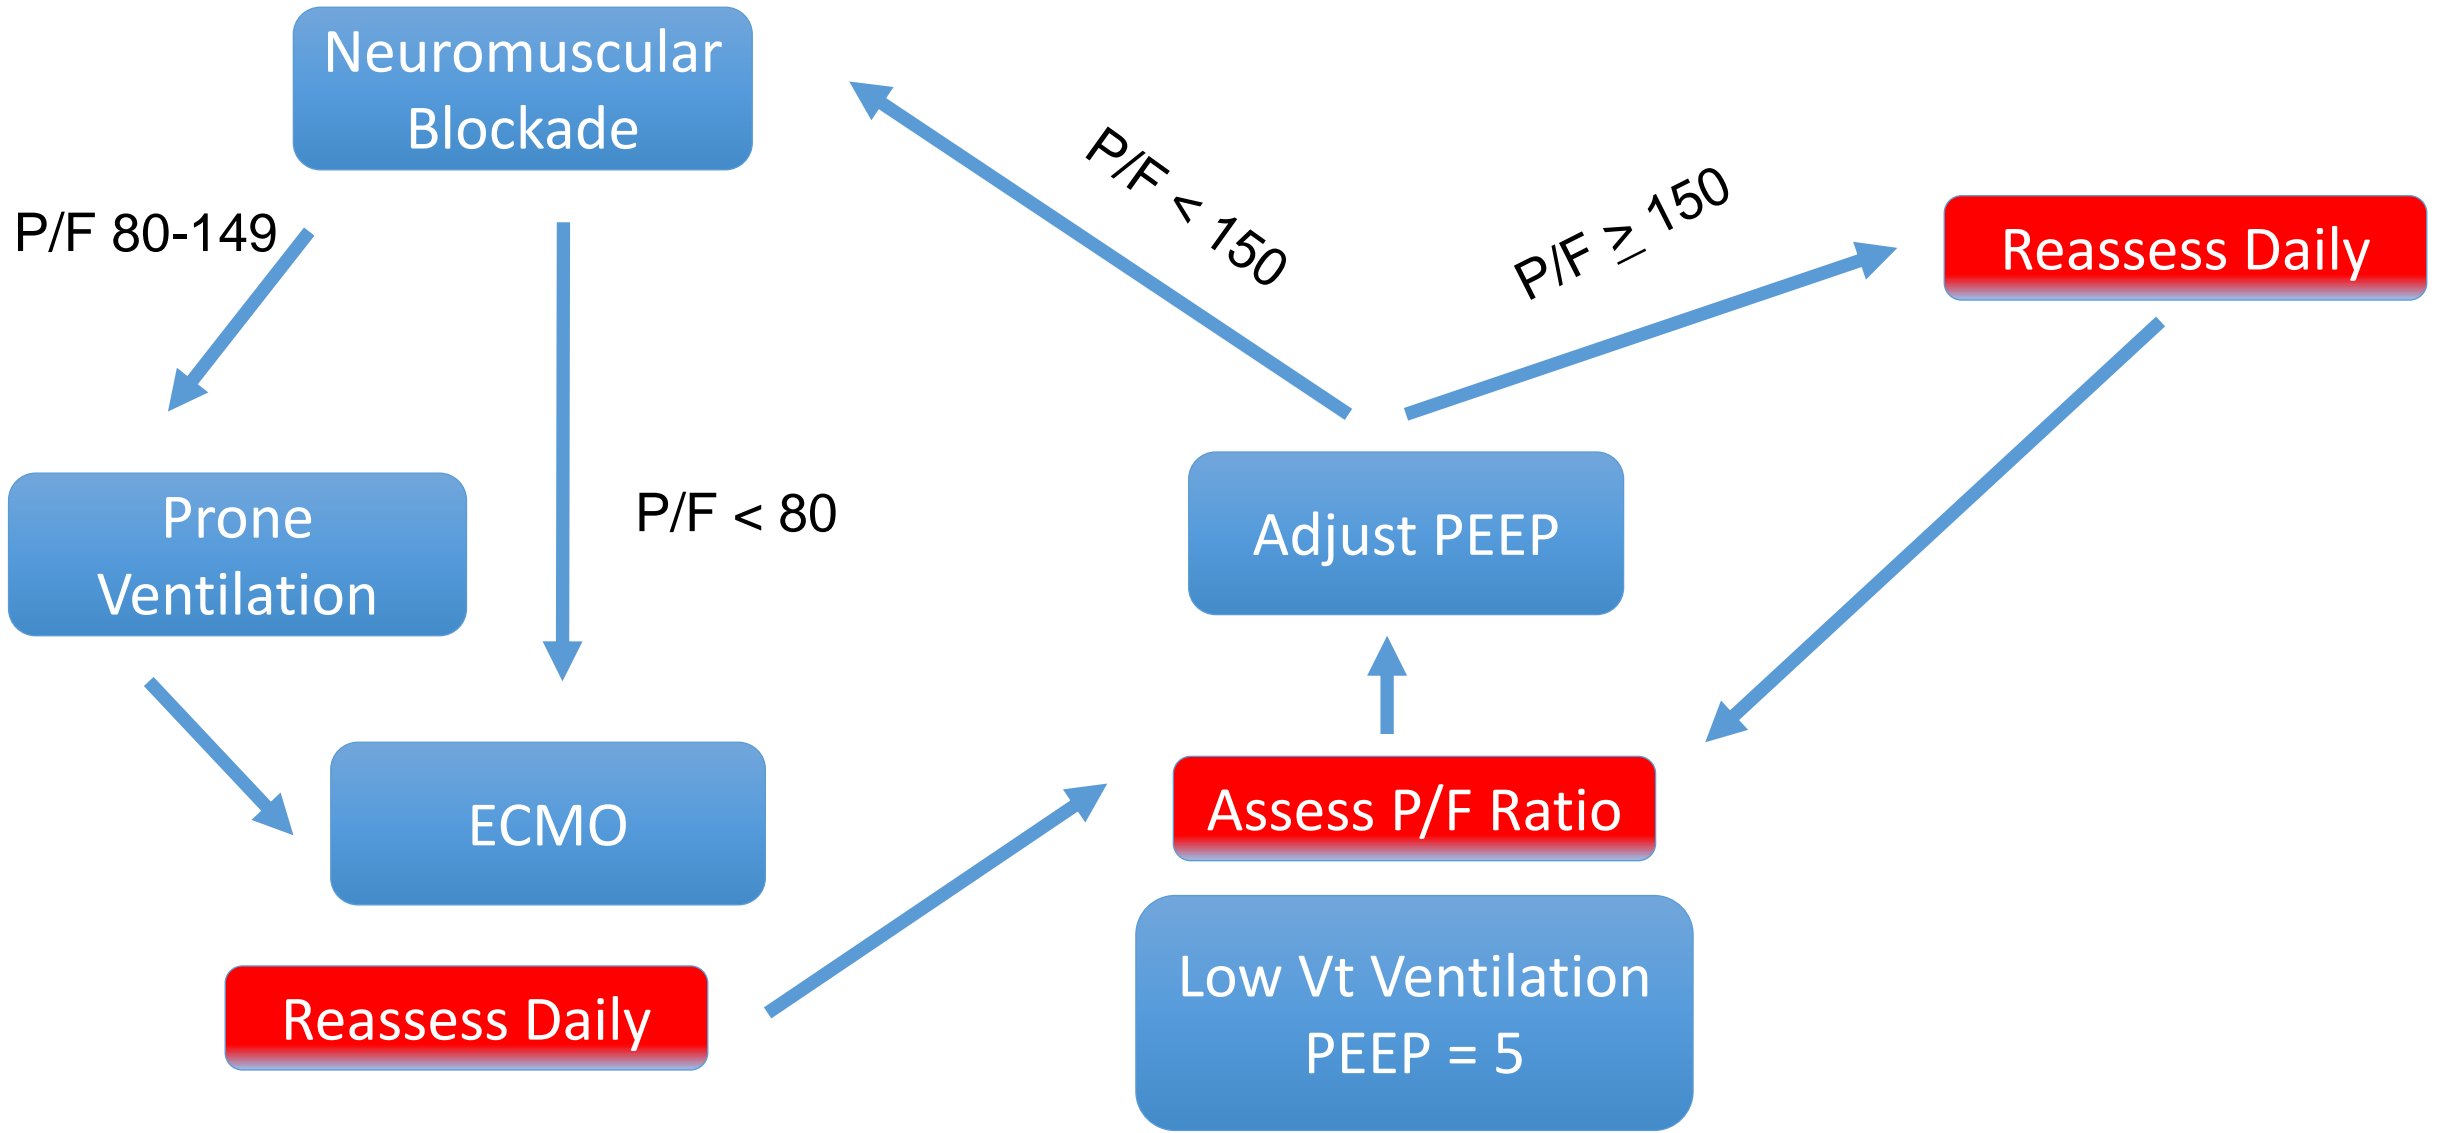 Neuromuscular
Blockade
P/F < 150
P/F ≥ 150
P/F 80-149
Reassess Daily
Prone
Ventilation
P/F < 80
Adjust PEEP
ECMO
Assess P/F Ratio
Low Vt Ventilation
PEEP = 5
Reassess Daily